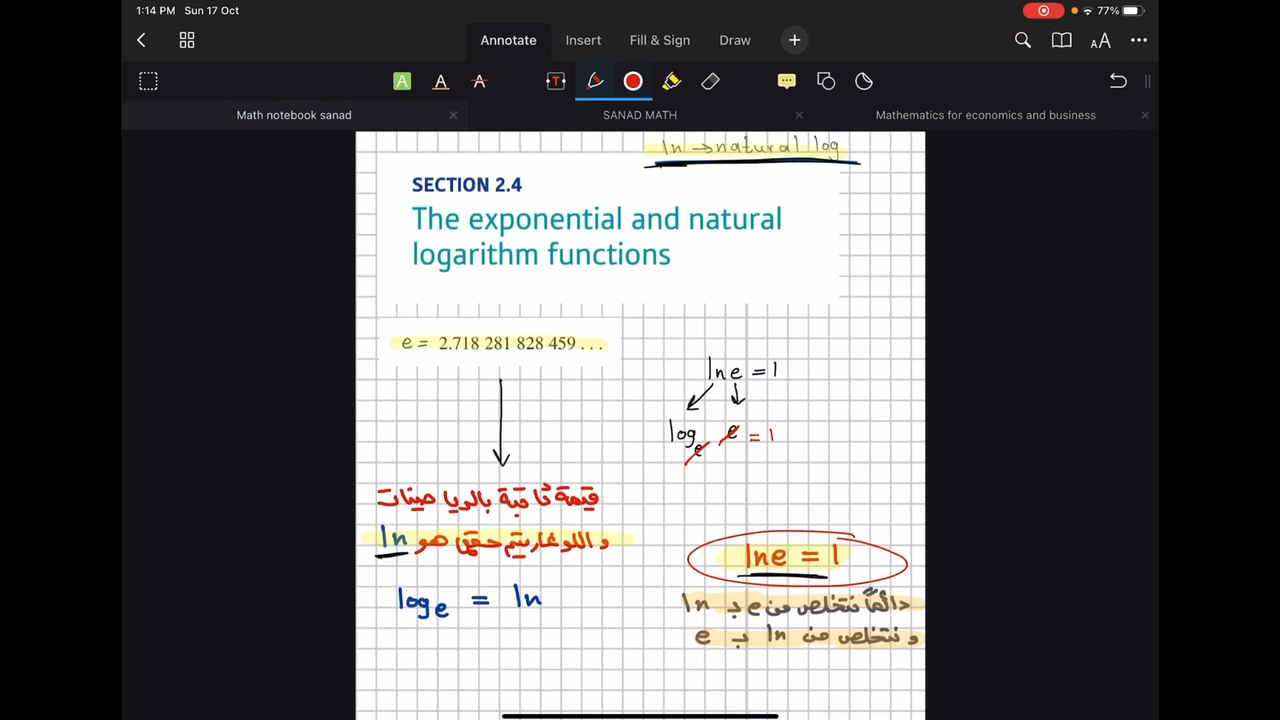 1:14 PM Sun 17 Oct
77%
Annotate Insert Fill & Sign Draw
Math notebook sanad
SANAD MATH
Mathematics for economics and business
ln → natural log
SECTION 2.4
The exponential and natural
logarithm functions
e = 2.718 281 828 459 . . .
ln e = 1
log e e = 1
قيمة ثابتة بالرياضيات
و اللوغاريتم حقي هو ln
log e = ln
ln e = 1
دائماً نتخلص من e بـ ln
و نتخلص من ln بـ e